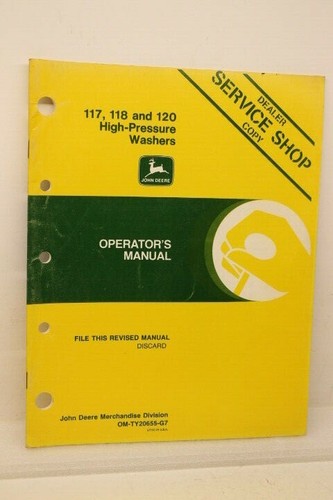 117, 118 and 120
High-Pressure
Washers
DEALER
SERVICE SHOP
COPY
JOHN DEERE
OPERATOR'S
MANUAL
FILE THIS REVISED MANUAL
DISCARD
John Deere Merchandise Division
OM-TY20655-G7